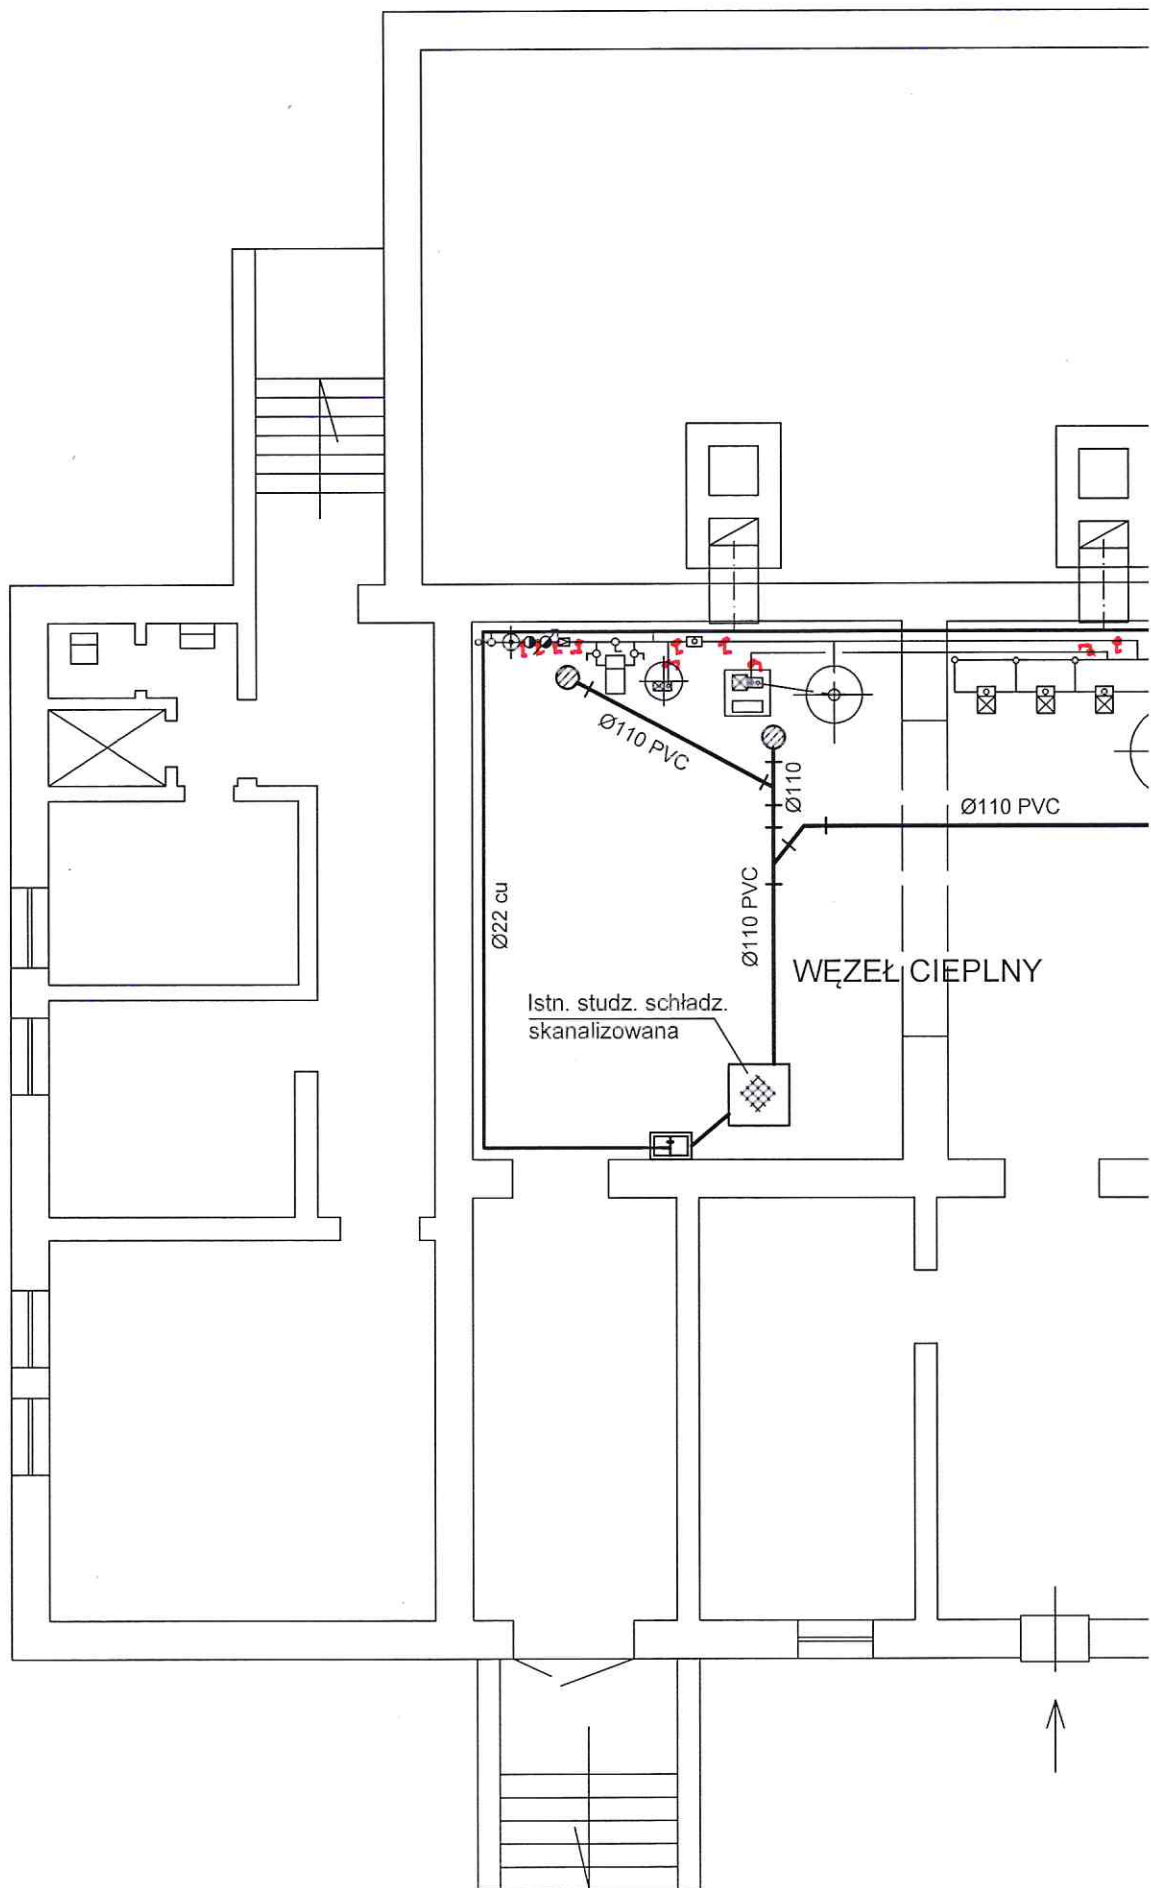 Ø110 PVC
Ø110
Ø110 PVC
Ø22 cu
Ø110 PVC
WĘZEŁ CIEPLNY
Istn. studz. schładz.
skanalizowana